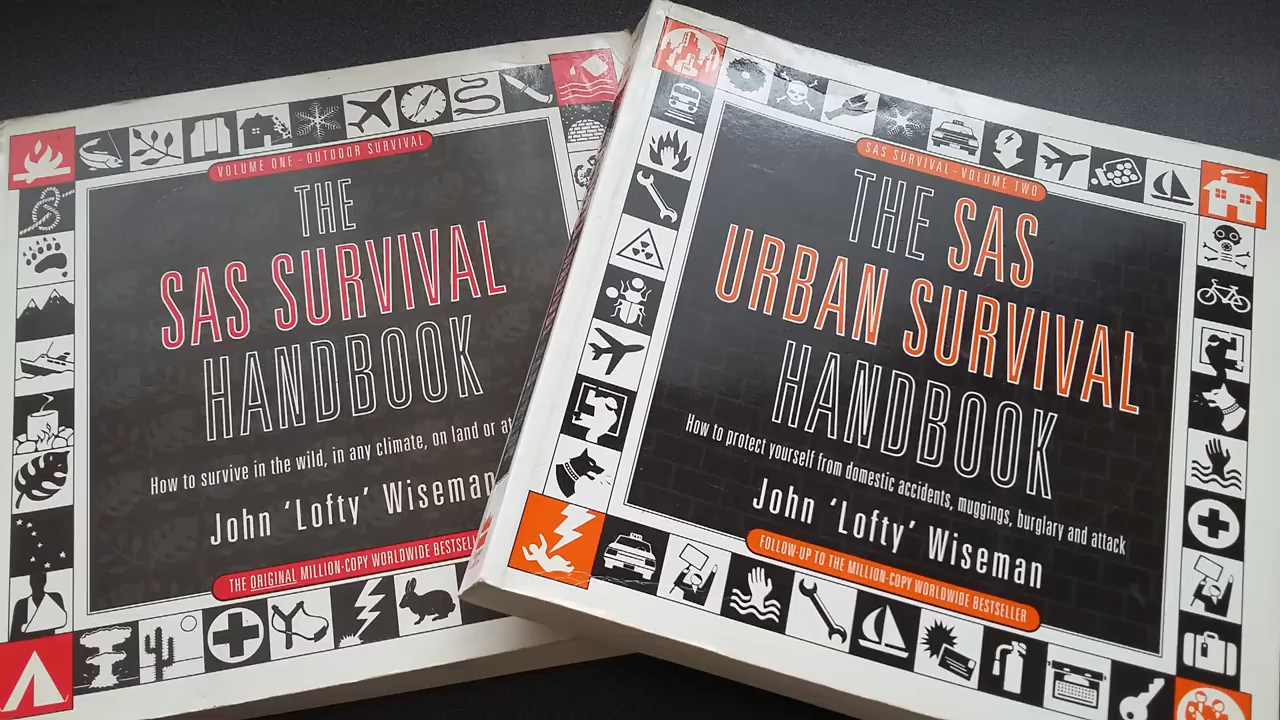 VOLUME ONE - OUTDOOR SURVIVAL
THE
SAS SURVIVAL
HANDBOOK
How to survive in the wild, in any climate, on land or at
John ‘Lofty’ Wiseman
THE ORIGINAL MILLION-COPY WORLDWIDE
SAS SURVIVAL - VOLUME TWO
THE SAS
URBAN SURVIVAL
HANDBOOK
How to protect yourself from domestic accidents, muggings, burglary and attack
John ‘Lofty’ Wiseman
FOLLOW-UP TO THE MILLION-COPY WORLDWIDE BESTSELLER